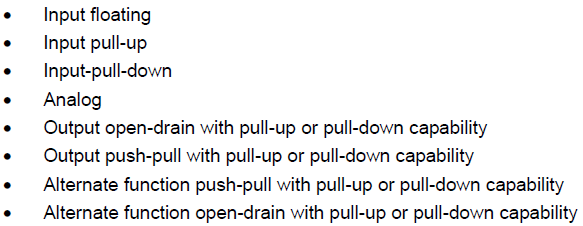 • Input floating
• Input pull-up
• Input-pull-down
• Analog
• Output open-drain with pull-up or pull-down capability
• Output push-pull with pull-up or pull-down capability
• Alternate function push-pull with pull-up or pull-down capability
• Alternate function open-drain with pull-up or pull-down capability